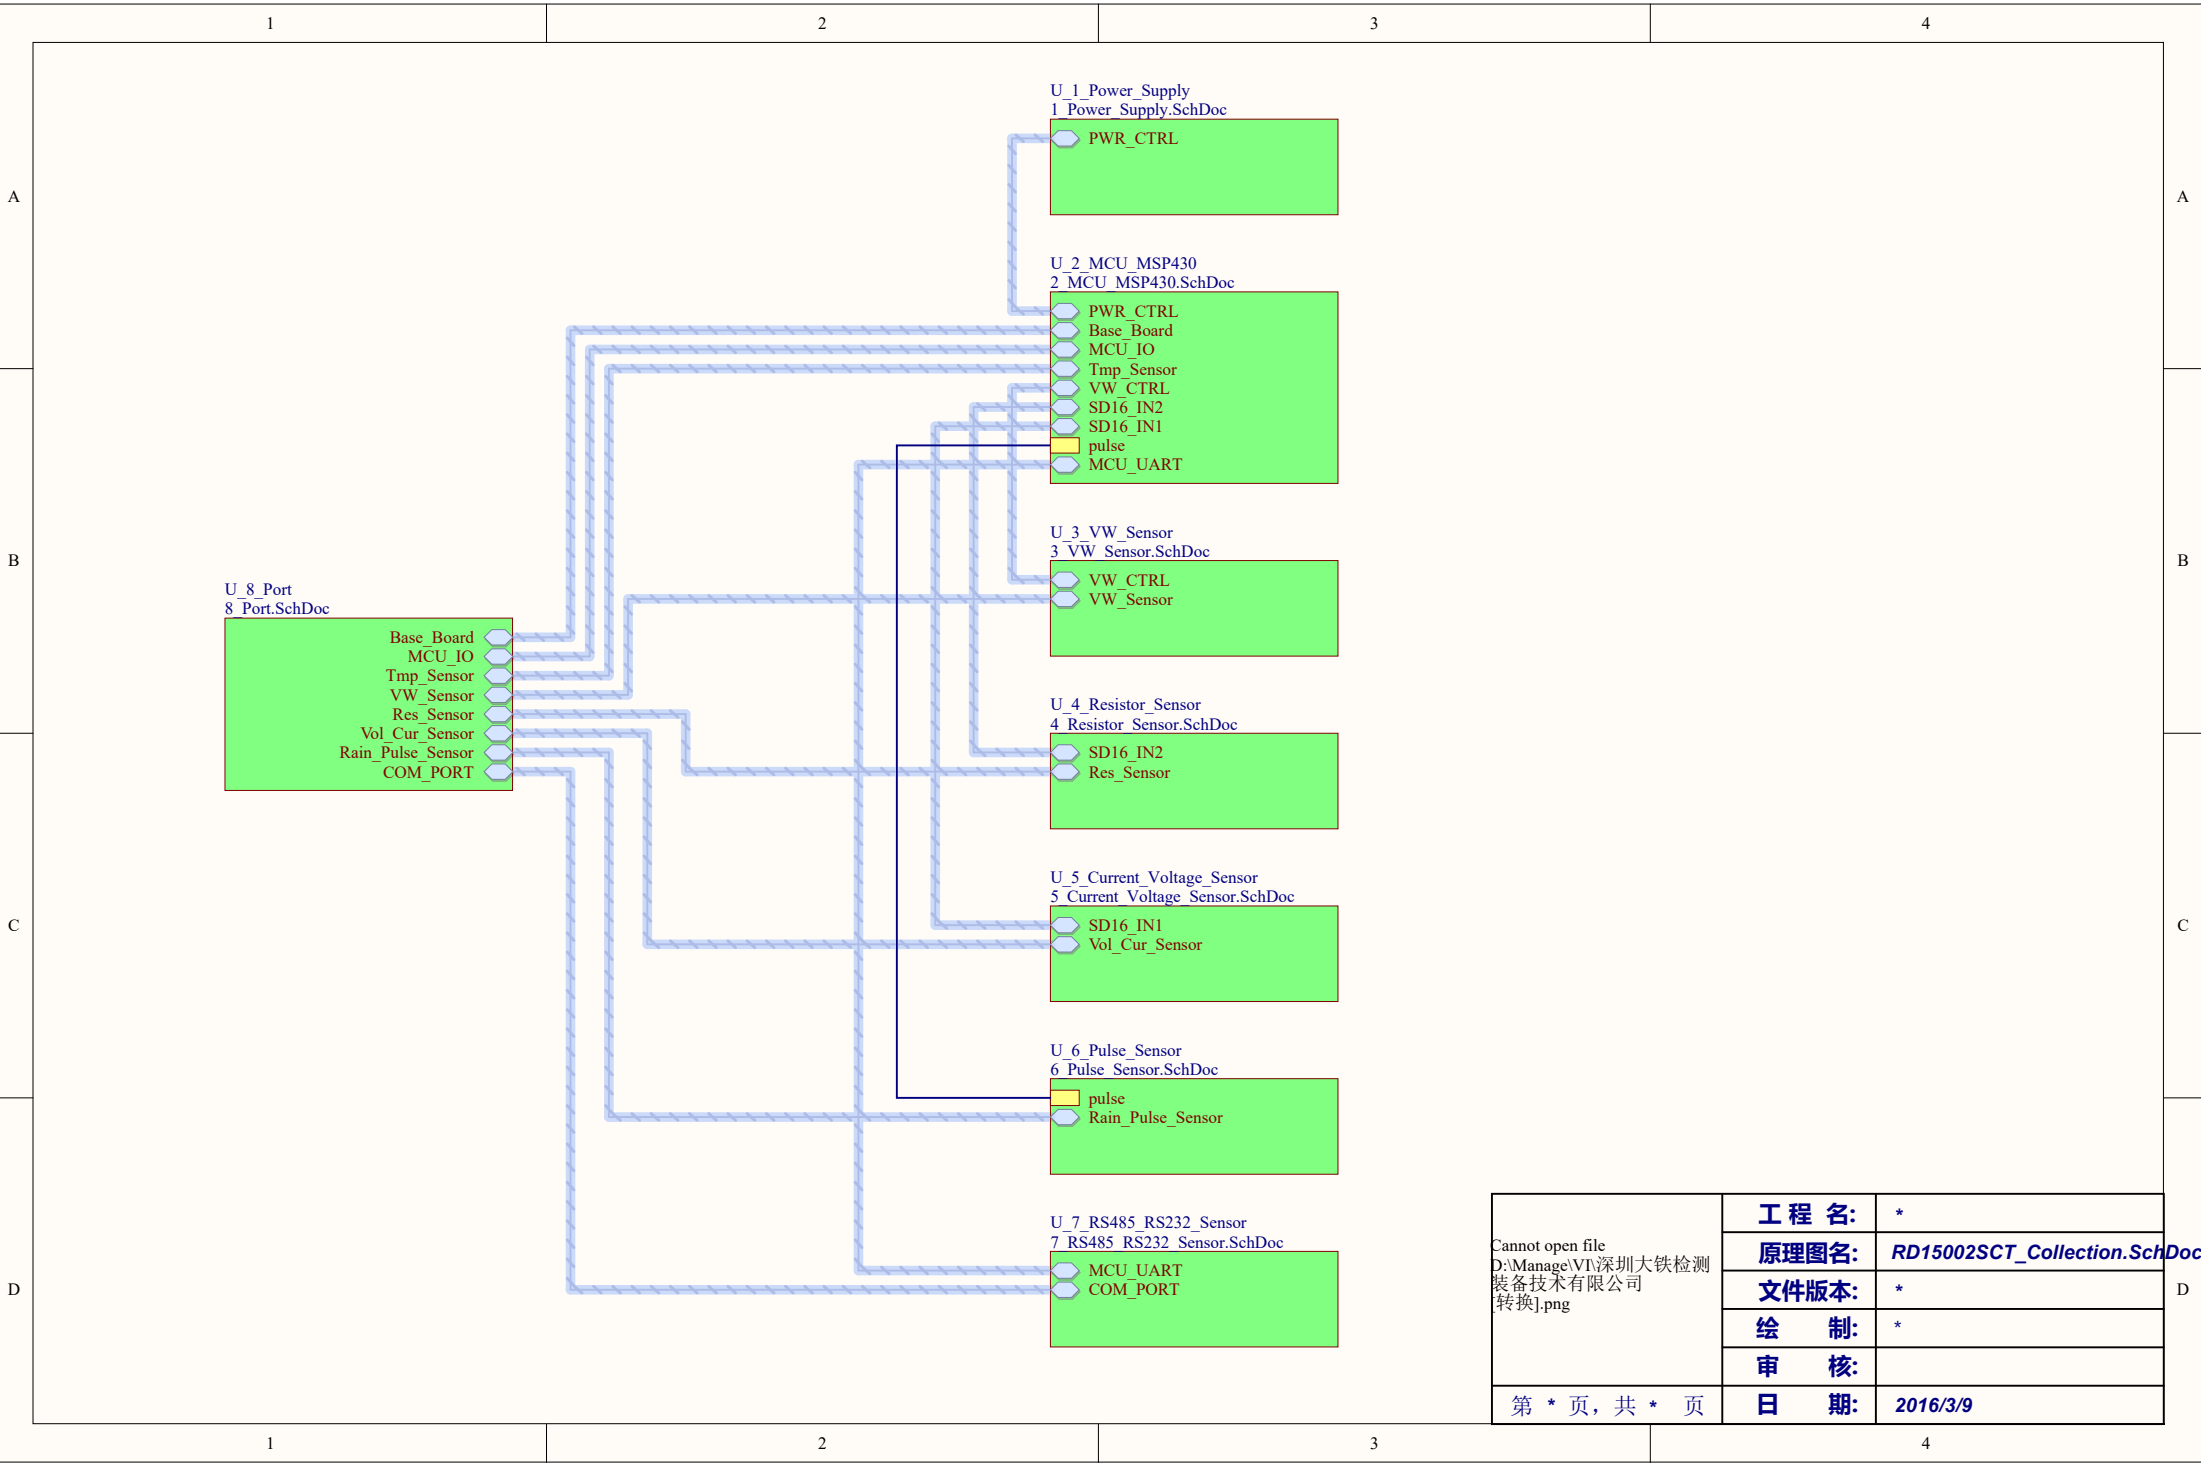 1 2 3 4
A A
B B
C C
D D
U_1_Power_Supply
1_Power_Supply.SchDoc
PWR_CTRL
U_2_MCU_MSP430
2_MCU_MSP430.SchDoc
PWR_CTRL
Base_Board
MCU_IO
Tmp_Sensor
VW_CTRL
SD16_IN2
SD16_IN1
pulse
MCU_UART
U_3_VW_Sensor
3_VW_Sensor.SchDoc
VW_CTRL
VW_Sensor
U_8_Port
8_Port.SchDoc
Base_Board
MCU_IO
Tmp_Sensor
VW_Sensor
Res_Sensor
Vol_Cur_Sensor
Rain_Pulse_Sensor
COM_PORT
U_4_Resistor_Sensor
4_Resistor_Sensor.SchDoc
SD16_IN2
Res_Sensor
U_5_Current_Voltage_Sensor
5_Current_Voltage_Sensor.SchDoc
SD16_IN1
Vol_Cur_Sensor
U_6_Pulse_Sensor
6_Pulse_Sensor.SchDoc
pulse
Rain_Pulse_Sensor
U_7_RS485_RS232_Sensor
7_RS485_RS232_Sensor.SchDoc
MCU_UART
COM_PORT
Cannot open file
D:\Manage\VI\深圳大铁检测
装备技术有限公司
[转换].png
工 程 名: *
原理图名: RD15002SCT_Collection.SchDoc
文件版本: *
绘 制: *
审 核:
第 * 页, 共 * 页
日 期: 2016/3/9
1 2 3 4